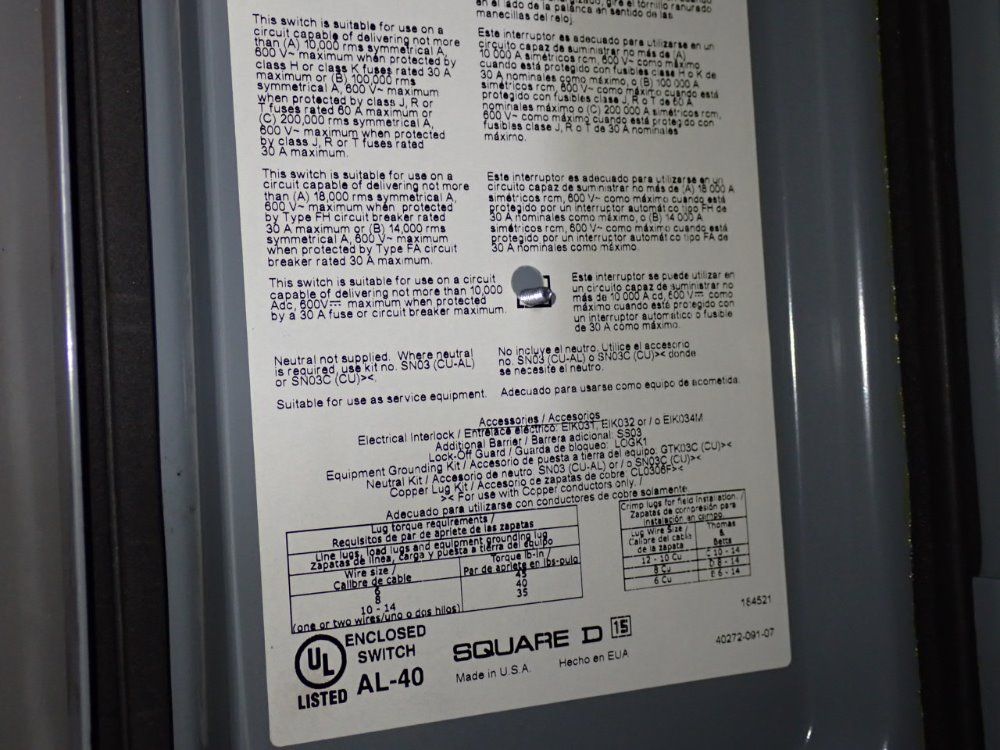 This switch is suitable for use on a
circuit capable of delivering not more
than (A) 10,000 rms symmetrical A,
600 V~ maximum when protected by
class H or class K fuses rated 30 A
maximum or (B) 100,000 rms
symmetrical A, 600 V~ maximum
when protected by class J, R or
T fuses rated 60 A maximum or
(C) 200,000 rms symmetrical A,
600 V~ maximum when protected
by class J, R or T fuses rated
30 A maximum.
en el lado de la palanca en sentido de las
manecillas del reloj.
Este interruptor es adecuado para utilizarse en un
circuito capaz de suministrar no más de (A)
10 000 A simétricos rcm, 600 V~ como máximo
cuando está protegido con fusibles clase H o K de
30 A nominales como máximo, o (B) 100 000 A
simétricos rcm, 600 V~ como máximo cuando está
protegido con fusibles clase J, R o T de 60 A
nominales máximo o (C) 200 000 A simétricos rcm,
600 V~ como máximo cuando está protegido con
fusibles clase J, R o T de 30 A nominales
máximo.
This switch is suitable for use on a
circuit capable of delivering not more
than (A) 18,000 rms symmetrical A,
600 V~ maximum when protected
by Type FH circuit breaker rated
30 A maximum or (B) 14,000 rms
symmetrical A, 600 V~ maximum
when protected by Type FA circuit
breaker rated 30 A maximum.
Este interruptor es adecuado para utilizarse en un
circuito capaz de suministrar no más de (A) 18 000 A
simétricos rcm, 600 V~ como máximo cuando está
protegido por un interruptor automático tipo FH de
30 A nominales como máximo, o (B) 14 000 A
simétricos rcm, 600 V~ como máximo cuando está
protegido por un interruptor automático tipo FA de
30 A nominales como máximo.
This switch is suitable for use on a circuit
capable of delivering not more than 10,000
Adc, 600V⎓ maximum when protected
by a 30 A fuse or circuit breaker maximum.
Este interruptor se puede utilizar en
un circuito capaz de suministrar no
más de 10 000 A cd, 600 V⎓ como
máximo cuando está protegido con
un interruptor automático o fusible
de 30 A como máximo.
Neutral not supplied. Where neutral
is required, use kit no. SN03 (CU-AL)
or SN03C (CU)><.
No incluye el neutro. Utilice el accesorio
no. SN03 (CU-AL) o SN03C (CU)>< donde
se necesite el neutro.
Suitable for use as service equipment. Adecuado para usarse como equipo de acometida.
Accessories / Accesorios
Electrical Interlock / Entrelace eléctrico: EIK031, EIK032 or / o EIK034M
Additional Barrier / Barrera adicional: SS03
Lock-Off Guard / Guarda de bloqueo: LOGK1
Equipment Grounding Kit / Accesorio de puesta a tierra del equipo: GTK03C (CU)><
Neutral Kit / Accesorio de neutro: SN03 (CU-AL) or / o SN03C (CU)><
Copper Lug Kit / Accesorio de zapatas de cobre: CL0306F><
>< For use with Copper conductors only. /
Adecuado para utilizarse con conductores de cobre solamente.
Lug torque requirements /
Requisitos de par de apriete de las zapatas
Line lugs, load lugs and equipment grounding lug
Zapatas de línea, carga y puesta a tierra del equipo
Wire size / Torque lb-in /
Calibre de cable Par de apriete en lbs-pulg
6 45
8 40
10 - 14 35
(one or two wires/uno o dos hilos)
Crimp lugs for field installation. /
Zapatas de compresión para
instalación en campo.
Lug Wire Size / Thomas
Calibre del cable &
de la zapata Betts
12 - 10 Cu C 10 - 14
8 Cu D 8 - 14
6 Cu E 6 - 14
184521
UL
LISTED
ENCLOSED
SWITCH
AL-40
SQUARE D 15
Made in U.S.A. Hecho en EUA
40272-091-07